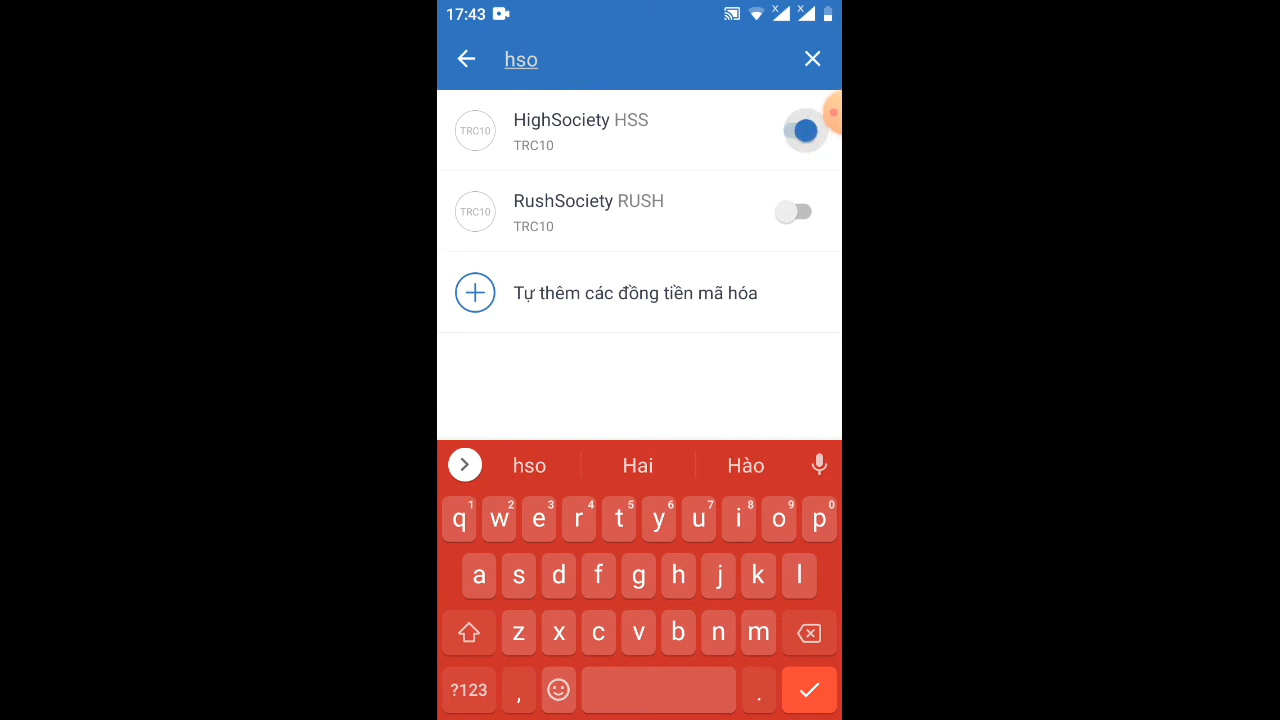 17:43
hso
TRC10
HighSociety HSS
TRC10
TRC10
RushSociety RUSH
TRC10
Tự thêm các đồng tiền mã hóa
hso Hai Hào
1 2 3 4 5 6 7 8 9 0
q w e r t y u i o p
a s d f g h j k l
z x c v b n m
?123 , .